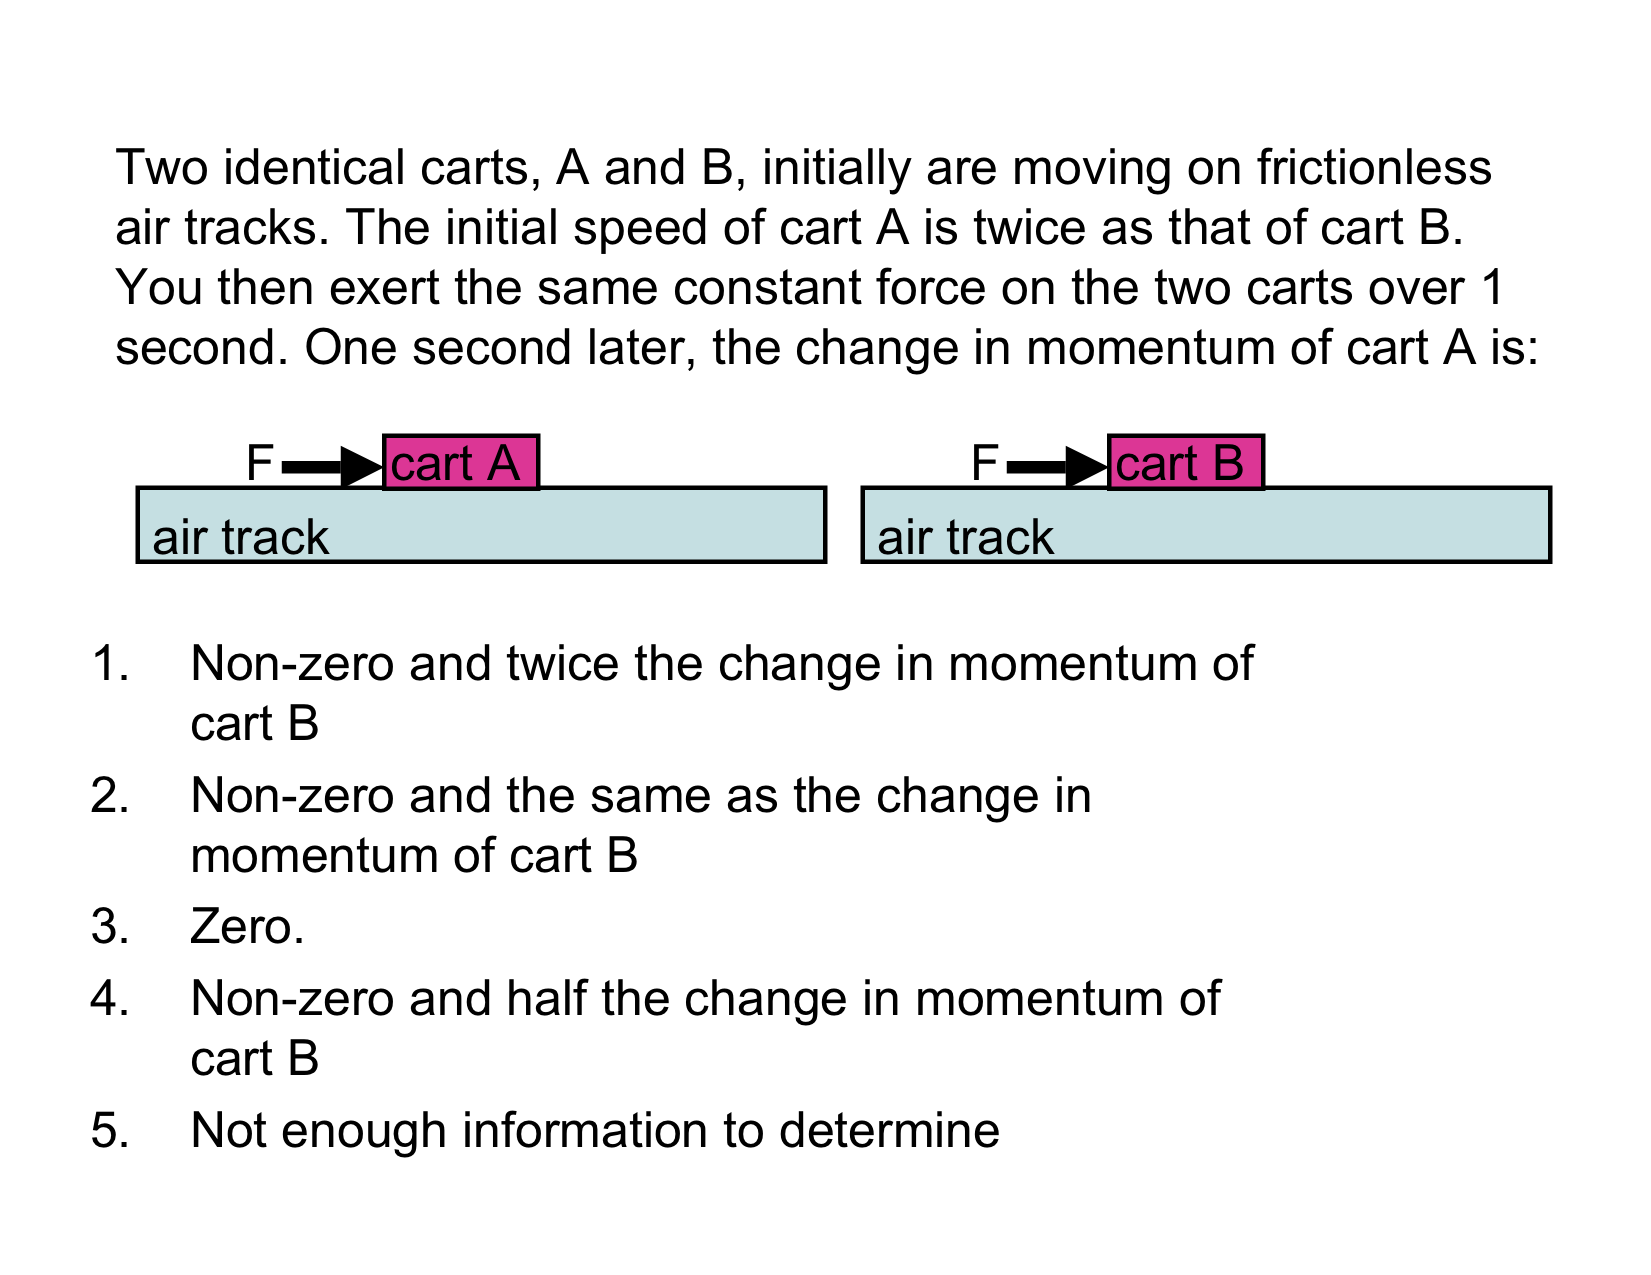 Two identical carts, A and B, initially are moving on frictionless
air tracks. The initial speed of cart A is twice as that of cart B.
You then exert the same constant force on the two carts over 1
second. One second later, the change in momentum of cart A is:
F cart A
air track
F cart B
air track
1. Non-zero and twice the change in momentum of
cart B
2. Non-zero and the same as the change in
momentum of cart B
3. Zero.
4. Non-zero and half the change in momentum of
cart B
5. Not enough information to determine